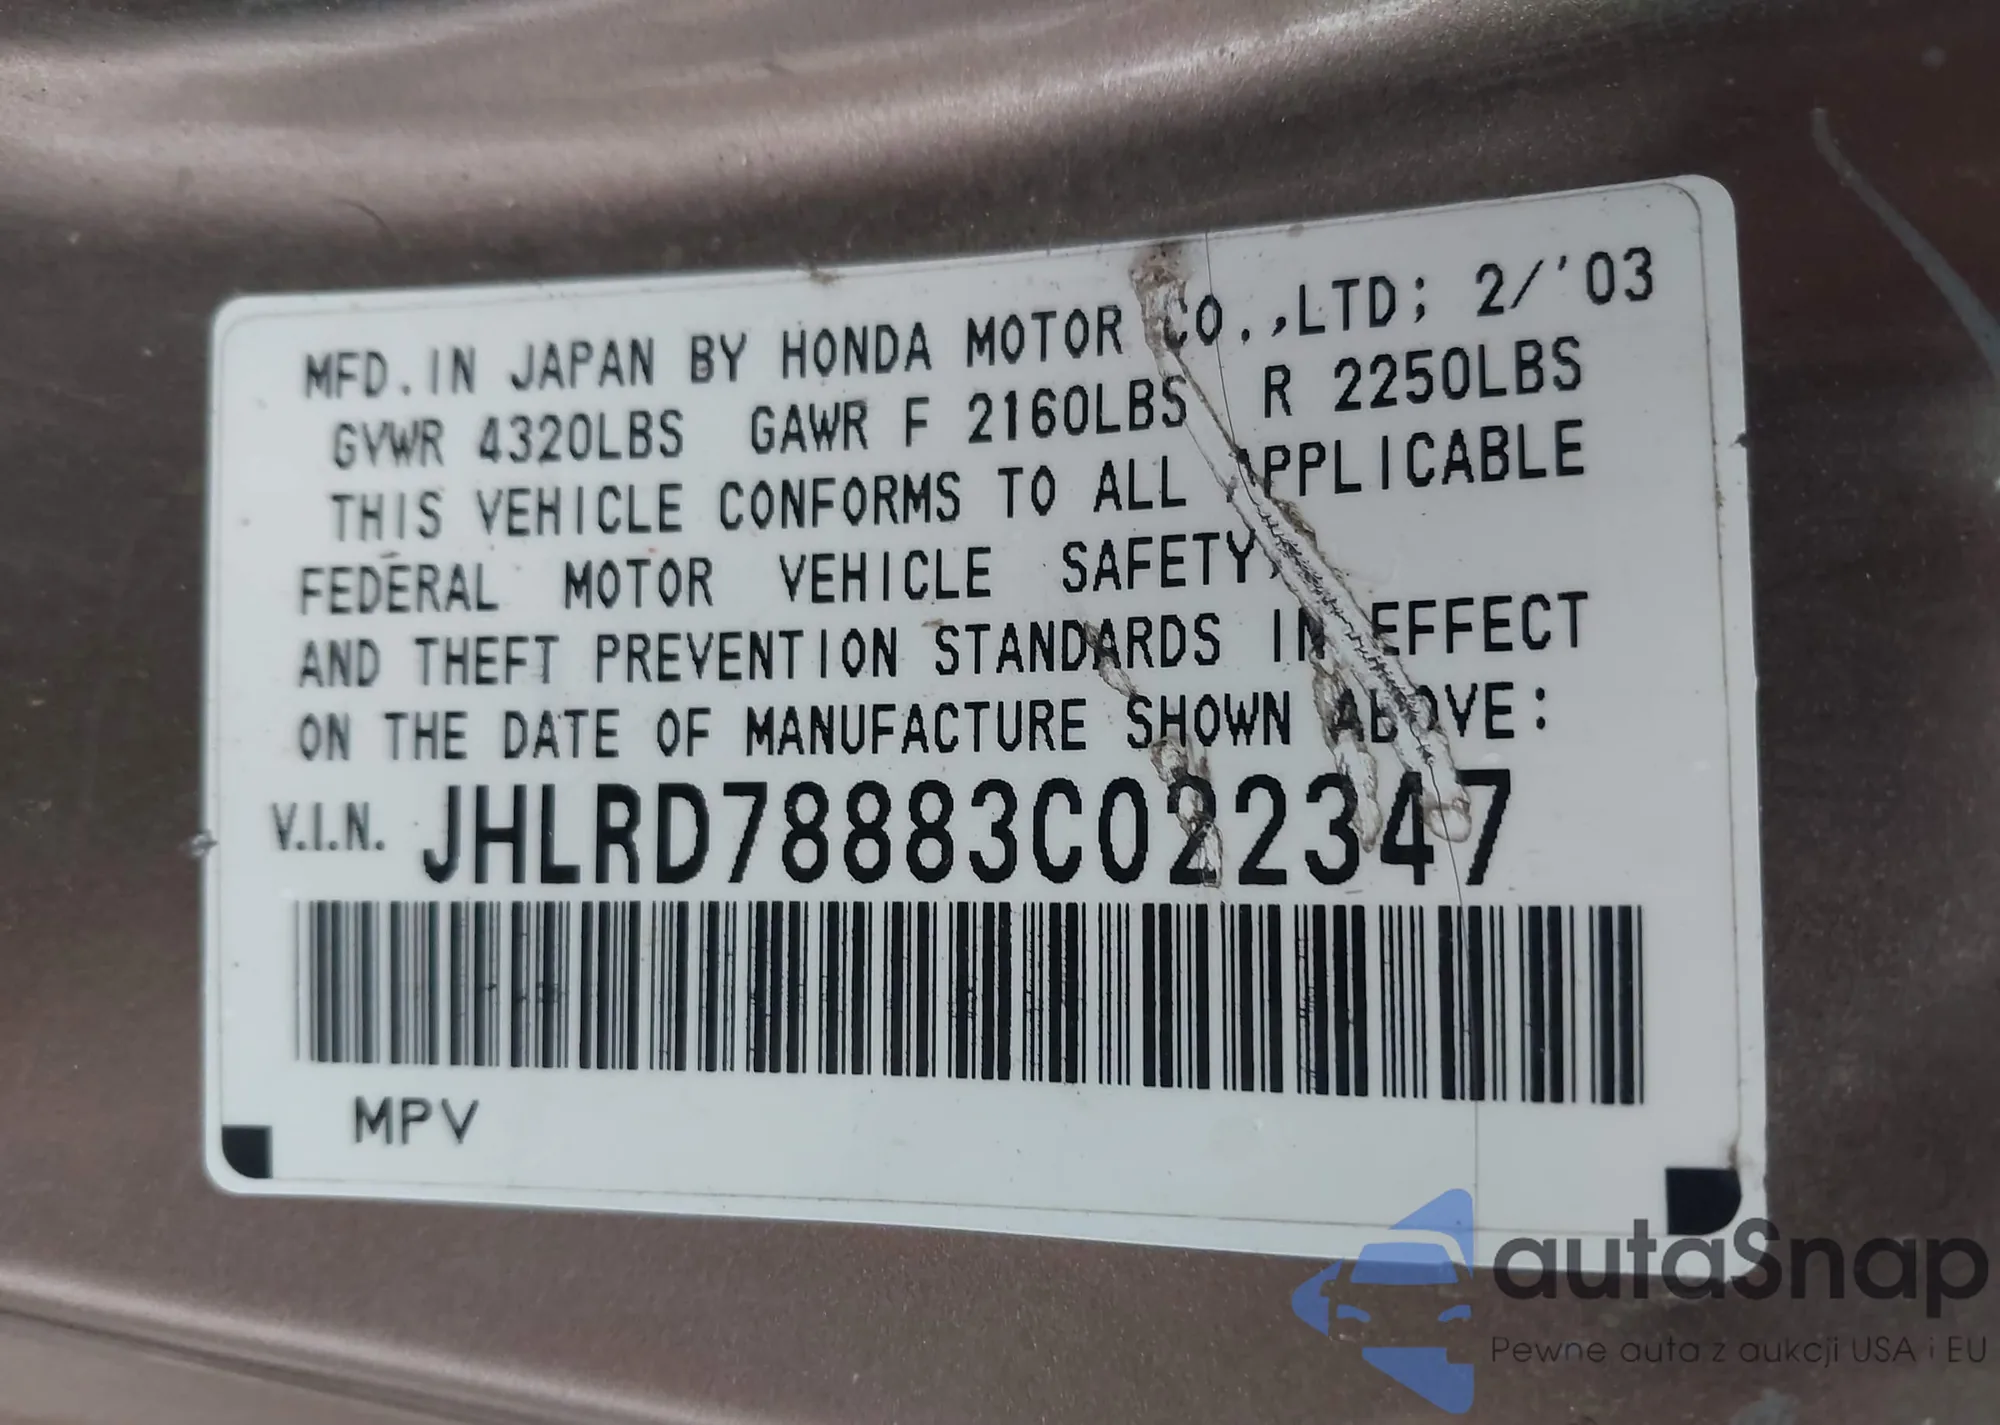 MFD. IN JAPAN BY HONDA MOTOR CO.,LTD; 2/'03
GVWR 4320LBS GAWR F 2160LBS R 2250LBS
THIS VEHICLE CONFORMS TO ALL APPLICABLE
FEDERAL MOTOR VEHICLE SAFETY,
AND THEFT PREVENTION STANDARDS IN EFFECT
ON THE DATE OF MANUFACTURE SHOWN ABOVE:
V.I.N. JHLRD78883C022347
MPV
autaSnap
Pewne auta z aukcji USA i EU